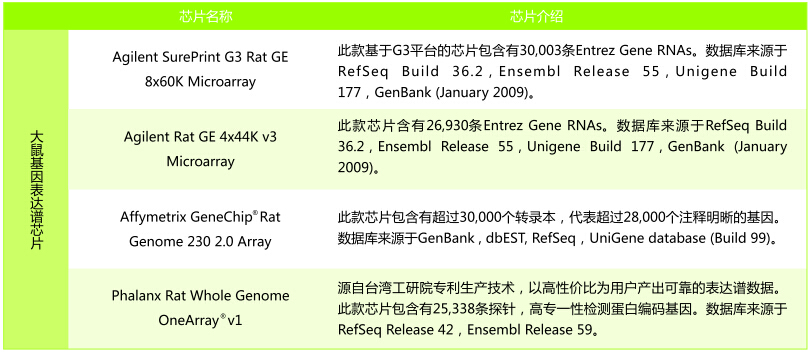 芯片名称
芯片介绍
大鼠基因表达谱芯片
Agilent SurePrint G3 Rat GE
8x60K Microarray
此款基于G3平台的芯片包含有30,003条Entrez Gene RNAs。数据库来源于
RefSeq Build 36.2，Ensembl Release 55，Unigene Build
177，GenBank (January 2009)。
Agilent Rat GE 4x44K v3
Microarray
此款芯片含有26,930条Entrez Gene RNAs。数据库来源于RefSeq Build
36.2，Ensembl Release 55，Unigene Build 177，GenBank (January
2009)。
Affymetrix GeneChip® Rat
Genome 230 2.0 Array
此款芯片包含有超过30,000个转录本，代表超过28,000个注释明晰的基因。
数据库来源于GenBank , dbEST, RefSeq，UniGene database (Build 99)。
Phalanx Rat Whole Genome
OneArray® v1
源自台湾工研院专利生产技术，以高性价比为用户产出可靠的表达谱数据。
此款芯片包含有25,338条探针，高专一性检测蛋白编码基因。数据库来源于
RefSeq Release 42，Ensembl Release 59。